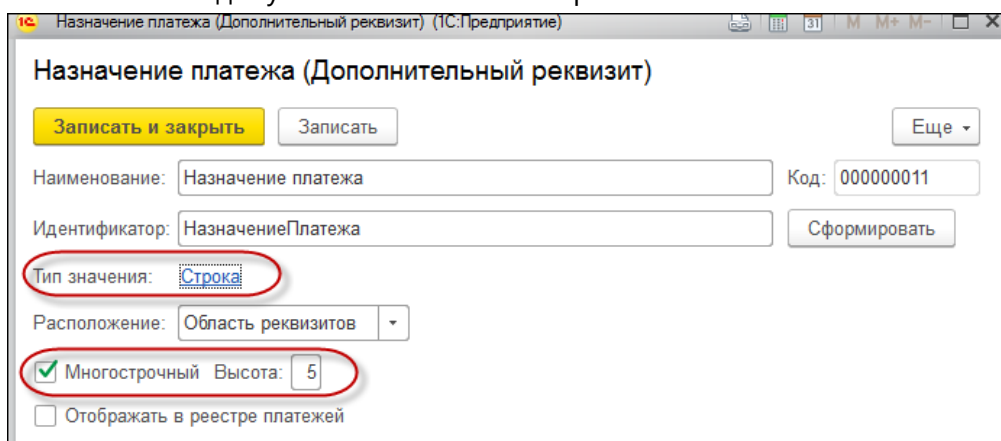 Назначение платежа (Дополнительный реквизит) (1С:Предприятие) 31 M M+ M-
Назначение платежа (Дополнительный реквизит)
Записать и закрыть Записать Еще
Наименование: Назначение платежа Код: 000000011
Идентификатор: НазначениеПлатежа Сформировать
Тип значения: Строка
Расположение: Область реквизитов
Многострочный Высота: 5
Отображать в реестре платежей